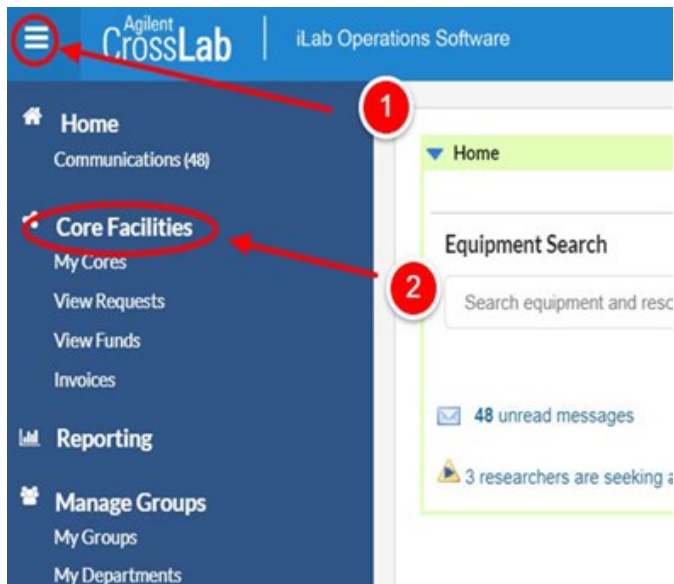 Agilent
CrossLab
iLab Operations Software
1
Home
Communications (48)
Core Facilities
My Cores
View Requests
View Funds
Invoices
Reporting
Manage Groups
My Groups
My Departments
Home
Equipment Search
2
Search equipment and reso
48 unread messages
3 researchers are seeking a